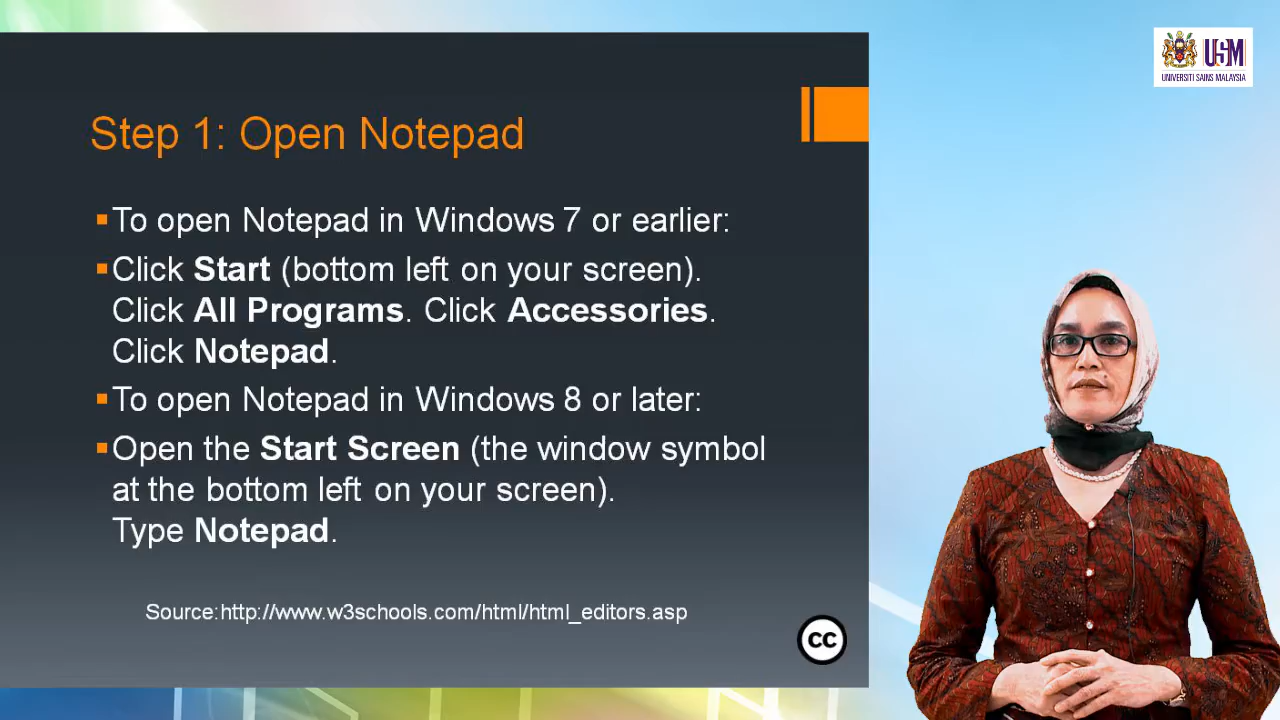 USM
UNIVERSITI SAINS MALAYSIA
Step 1: Open Notepad
To open Notepad in Windows 7 or earlier:
Click Start (bottom left on your screen).
Click All Programs. Click Accessories.
Click Notepad.
To open Notepad in Windows 8 or later:
Open the Start Screen (the window symbol
at the bottom left on your screen).
Type Notepad.
Source:http://www.w3schools.com/html/html_editors.asp
CC